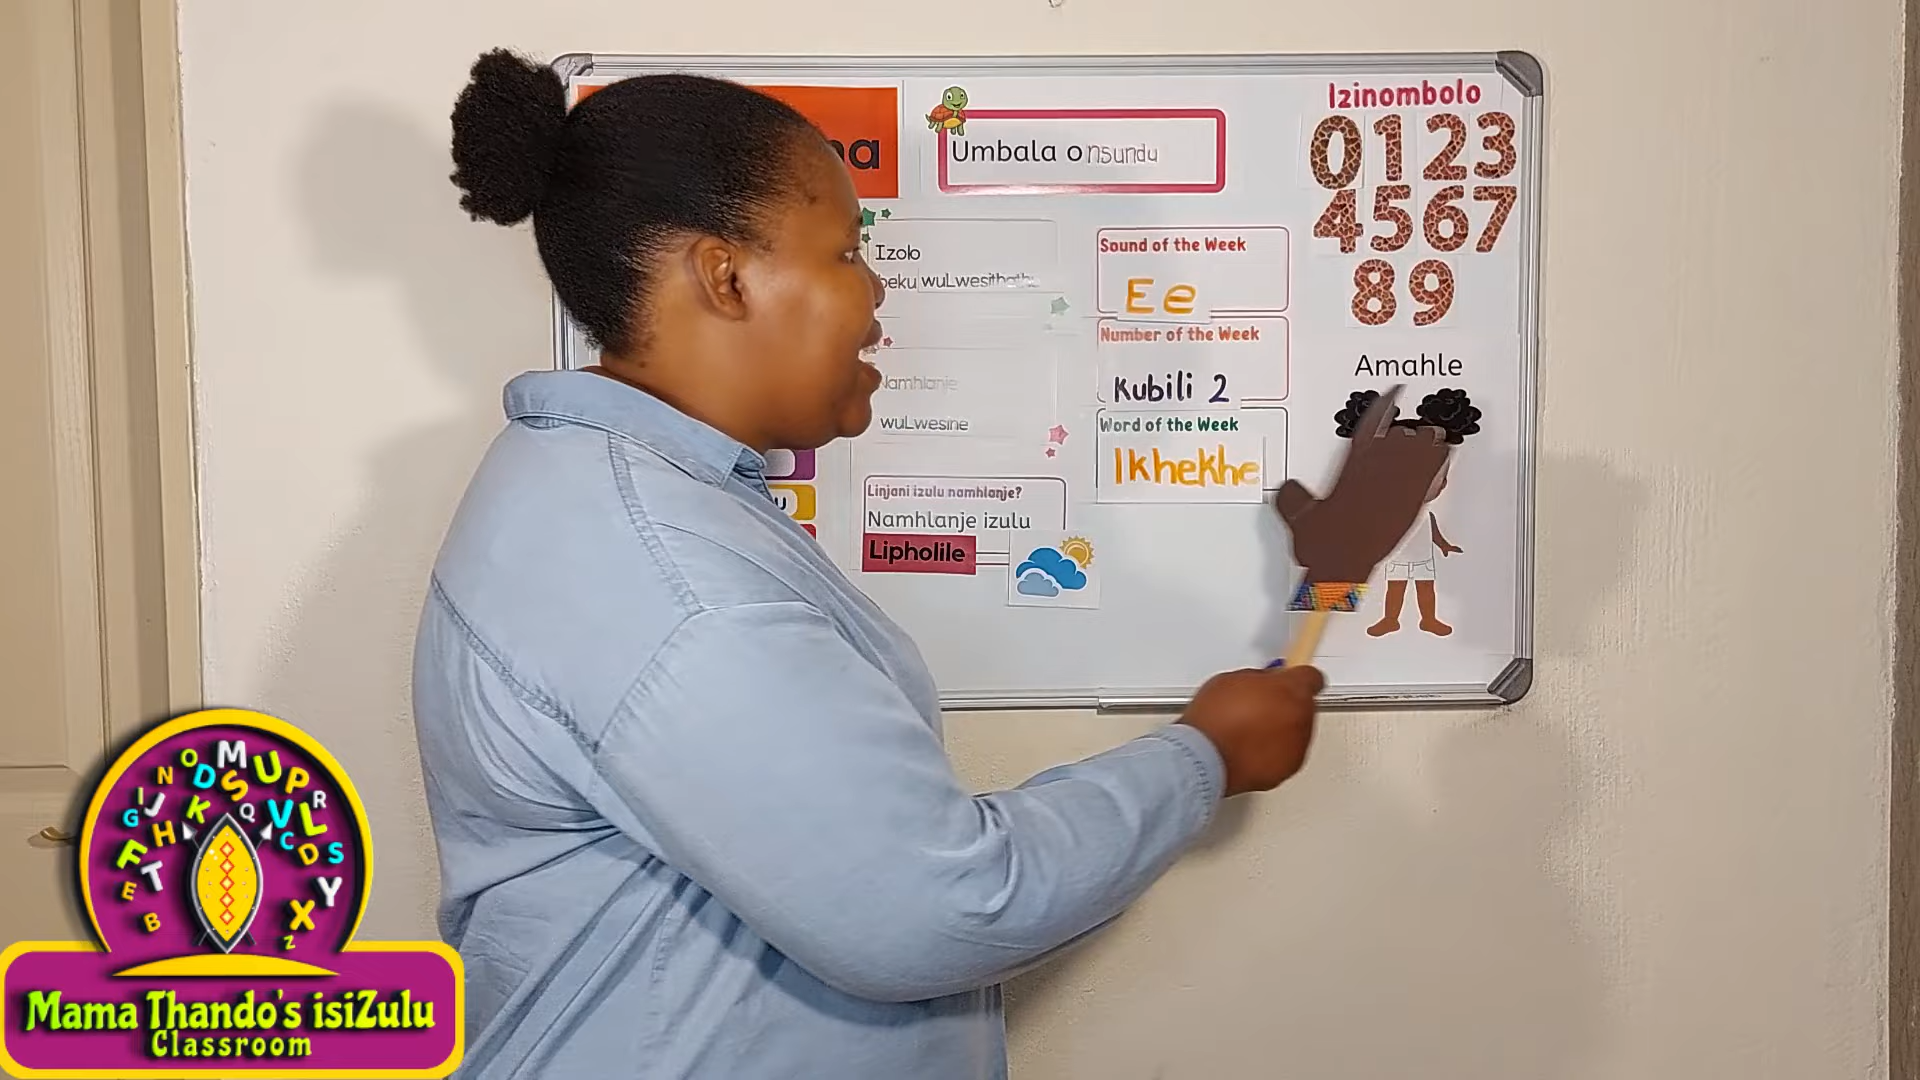 Umbala onsundu
Izinombolo
0123
4567
89
Izolo
beku wuLwesithathu
Namhlanje
wuLwesine
Linjani izulu namhlanje?
Namhlanje izulu
Lipholile
Sound of the Week
Ee
Number of the Week
Kubili 2
Word of the Week
Ikhekhe
Amahle
Mama Thando's isiZulu
Classroom